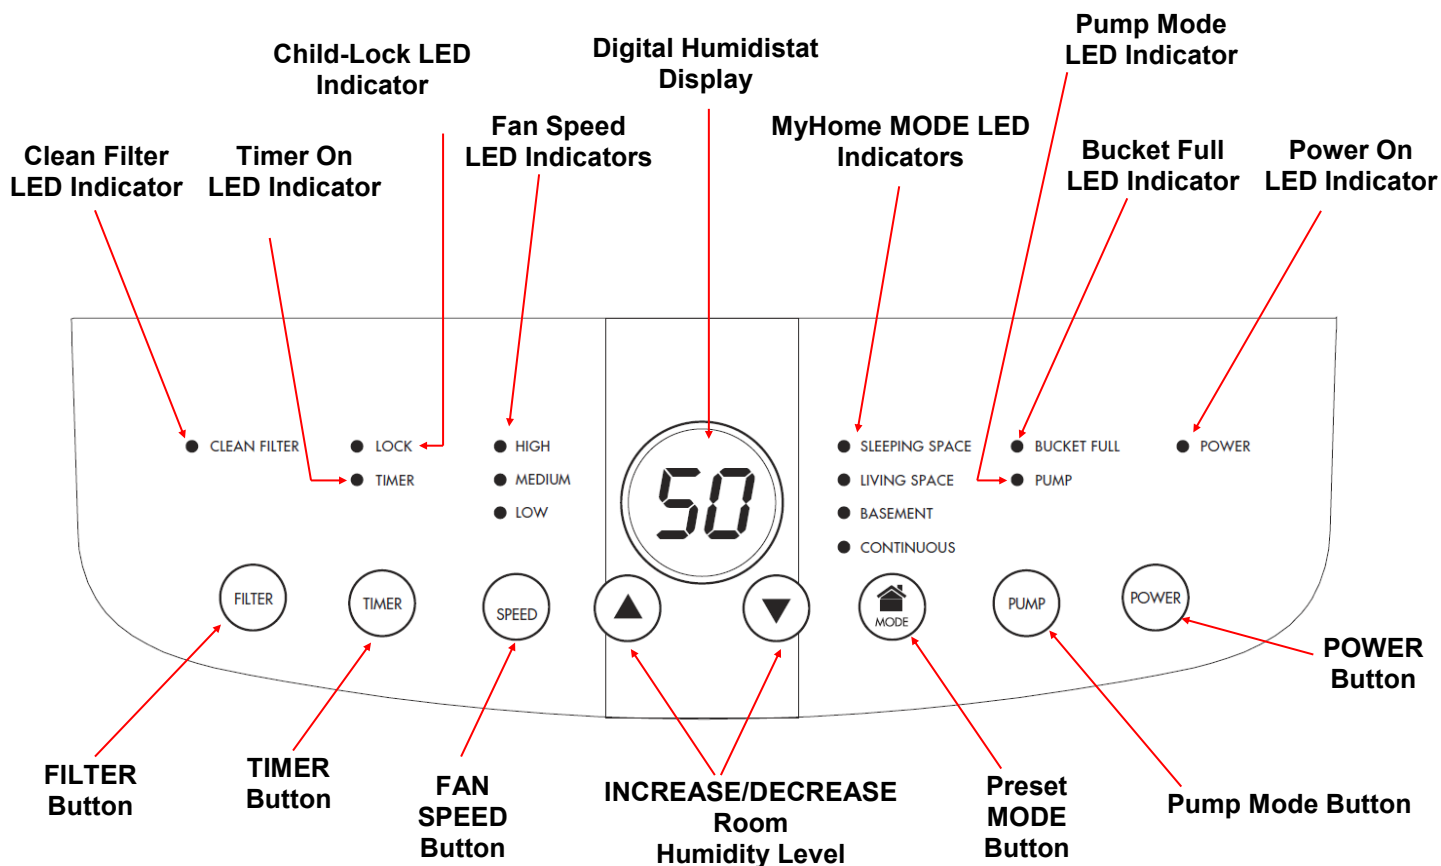 Pump Mode
LED Indicator
Child-Lock LED
Indicator
Digital Humidistat
Display
Fan Speed
LED Indicators
MyHome MODE LED
Indicators
Clean Filter
LED Indicator
Timer On
LED Indicator
Bucket Full
LED Indicator
Power On
LED Indicator
CLEAN FILTER
LOCK
TIMER
HIGH
MEDIUM
LOW
50
SLEEPING SPACE
LIVING SPACE
BASEMENT
CONTINUOUS
BUCKET FULL
PUMP
POWER
FILTER
TIMER
SPEED
MODE
PUMP
POWER
POWER
Button
FILTER
Button
TIMER
Button
FAN
SPEED
Button
INCREASE/DECREASE
Room
Humidity Level
Preset
MODE
Button
Pump Mode Button